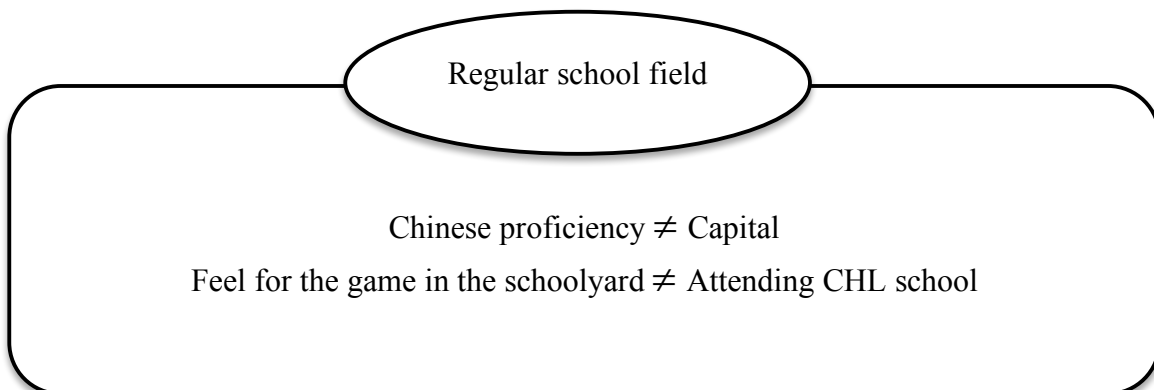 Regular school field
Chinese proficiency ≠ Capital
Feel for the game in the schoolyard ≠ Attending CHL school